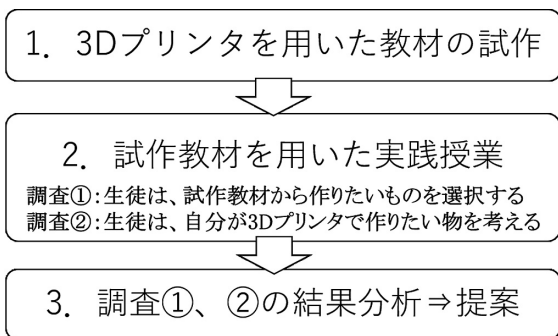 1. 3Dプリンタを用いた教材の試作
2. 試作教材を用いた実践授業
調査①:生徒は、試作教材から作りたいものを選択する
調査②:生徒は、自分が3Dプリンタで作りたい物を考える
3. 調査①、②の結果分析⇒提案